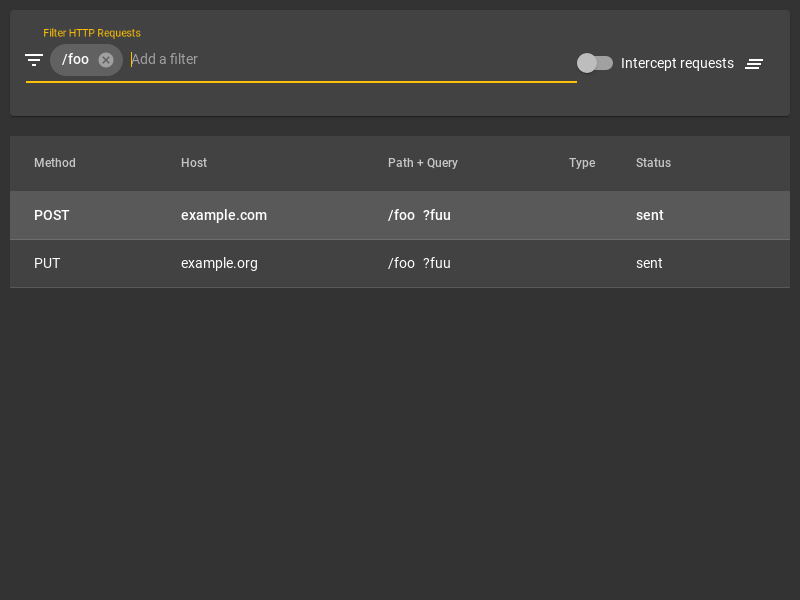 Filter HTTP Requests
/foo Add a filter Intercept requests
Method Host Path + Query Type Status
POST example.com /foo ?fuu sent
PUT example.org /foo ?fuu sent